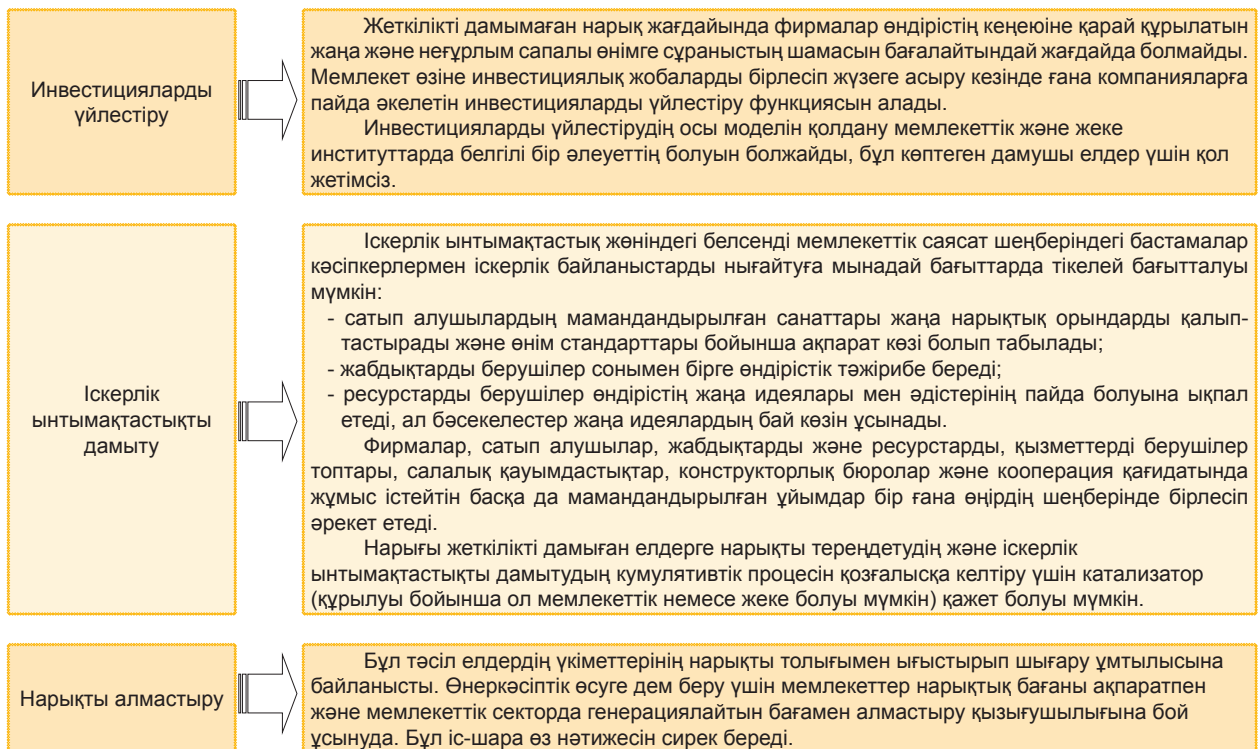 Инвестицияларды
үйлестіру
Жеткілікті дамымаған нарық жағдайында фирмалар өндірістің кеңеюіне қарай құрылатын
жаңа және неғұрлым сапалы өнімге сұраныстың шамасын бағалайтындай жағдайда болмайды.
Мемлекет өзіне инвестициялық жобаларды бірлесіп жүзеге асыру кезінде ғана компанияларға
пайда әкелетін инвестицияларды үйлестіру функциясын алады.
Инвестицияларды үйлестірудің осы моделін қолдану мемлекеттік және жеке
институттарда белгілі бір әлеуеттің болуын болжайды, бұл көптеген дамушы елдер үшін қол
жетімсіз.
Іскерлік
ынтымақтастықты
дамыту
Іскерлік ынтымақтастық жөніндегі белсенді мемлекеттік саясат шеңберіндегі бастамалар
кәсіпкерлермен іскерлік байланыстарды нығайтуға мынадай бағыттарда тікелей бағытталуы
мүмкін:
- сатып алушылардың мамандандырылған санаттары жаңа нарықтық орындарды қалып-
тастырады және өнім стандарттары бойынша ақпарат көзі болып табылады;
- жабдықтарды берушілер сонымен бірге өндірістік тәжірибе береді;
- ресурстарды берушілер өндірістің жаңа идеялары мен әдістерінің пайда болуына ықпал
етеді, ал бәсекелестер жаңа идеялардың бай көзін ұсынады.
Фирмалар, сатып алушылар, жабдықтарды және ресурстарды, қызметтерді берушілер
топтары, салалық қауымдастықтар, конструкторлық бюролар және кооперация қағидатында
жұмыс істейтін басқа да мамандандырылған ұйымдар бір ғана өңірдің шеңберінде бірлесіп
әрекет етеді.
Нарығы жеткілікті дамыған елдерге нарықты тереңдетудің және іскерлік
ынтымақтастықты дамытудың кумулятивтік процесін қозғалысқа келтіру үшін катализатор
(құрылуы бойынша ол мемлекеттік немесе жеке болуы мүмкін) қажет болуы мүмкін.
Нарықты алмастыру
Бұл тәсіл елдердің үкіметтерінің нарықты толығымен ығыстырып шығару ұмтылысына
байланысты. Өнеркәсіптік өсуге дем беру үшін мемлекеттер нарықтық бағаны ақпаратпен
және мемлекеттік секторда генерациялайтын бағамен алмастыру қызығушылығына бой
ұсынуда. Бұл іс-шара өз нәтижесін сирек береді.